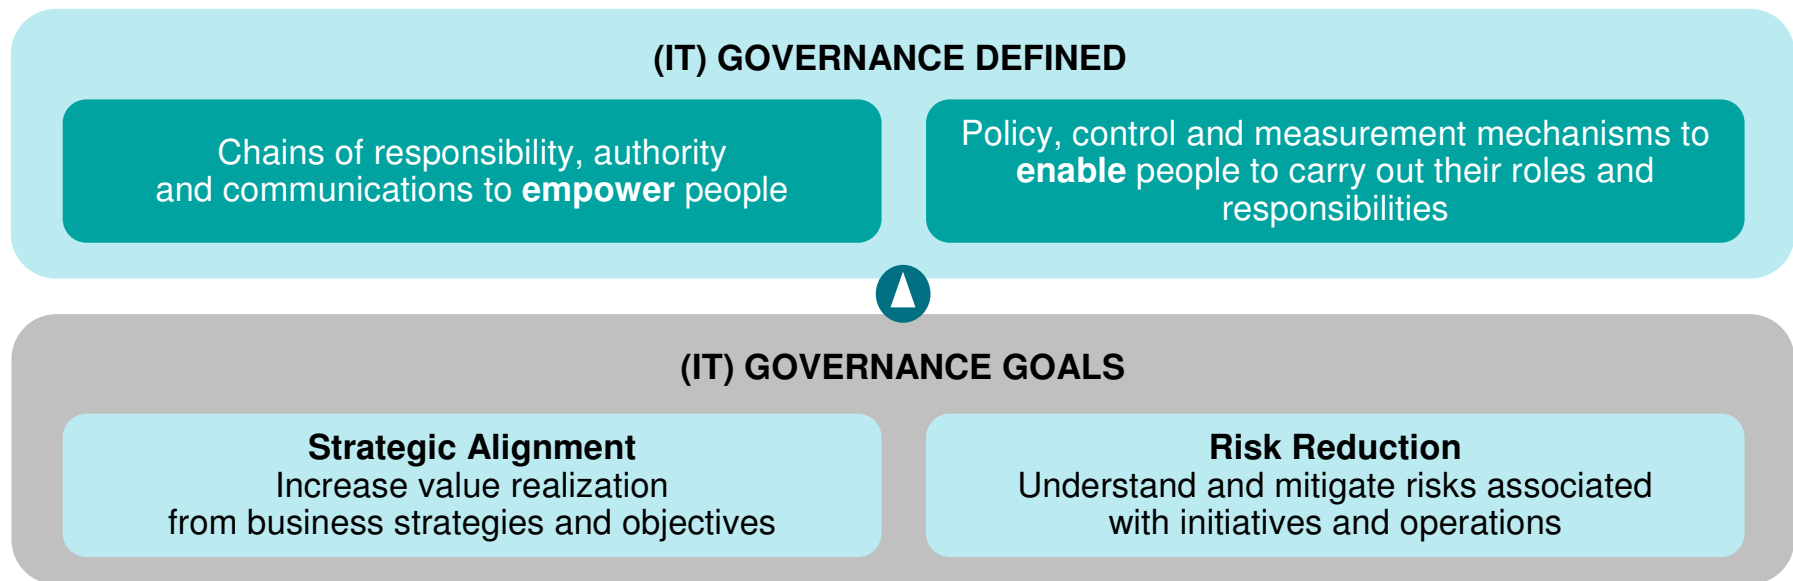 (IT) GOVERNANCE DEFINED
Chains of responsibility, authority
and communications to empower people
Policy, control and measurement mechanisms to
enable people to carry out their roles and
responsibilities
(IT) GOVERNANCE GOALS
Strategic Alignment
Increase value realization
from business strategies and objectives
Risk Reduction
Understand and mitigate risks associated
with initiatives and operations